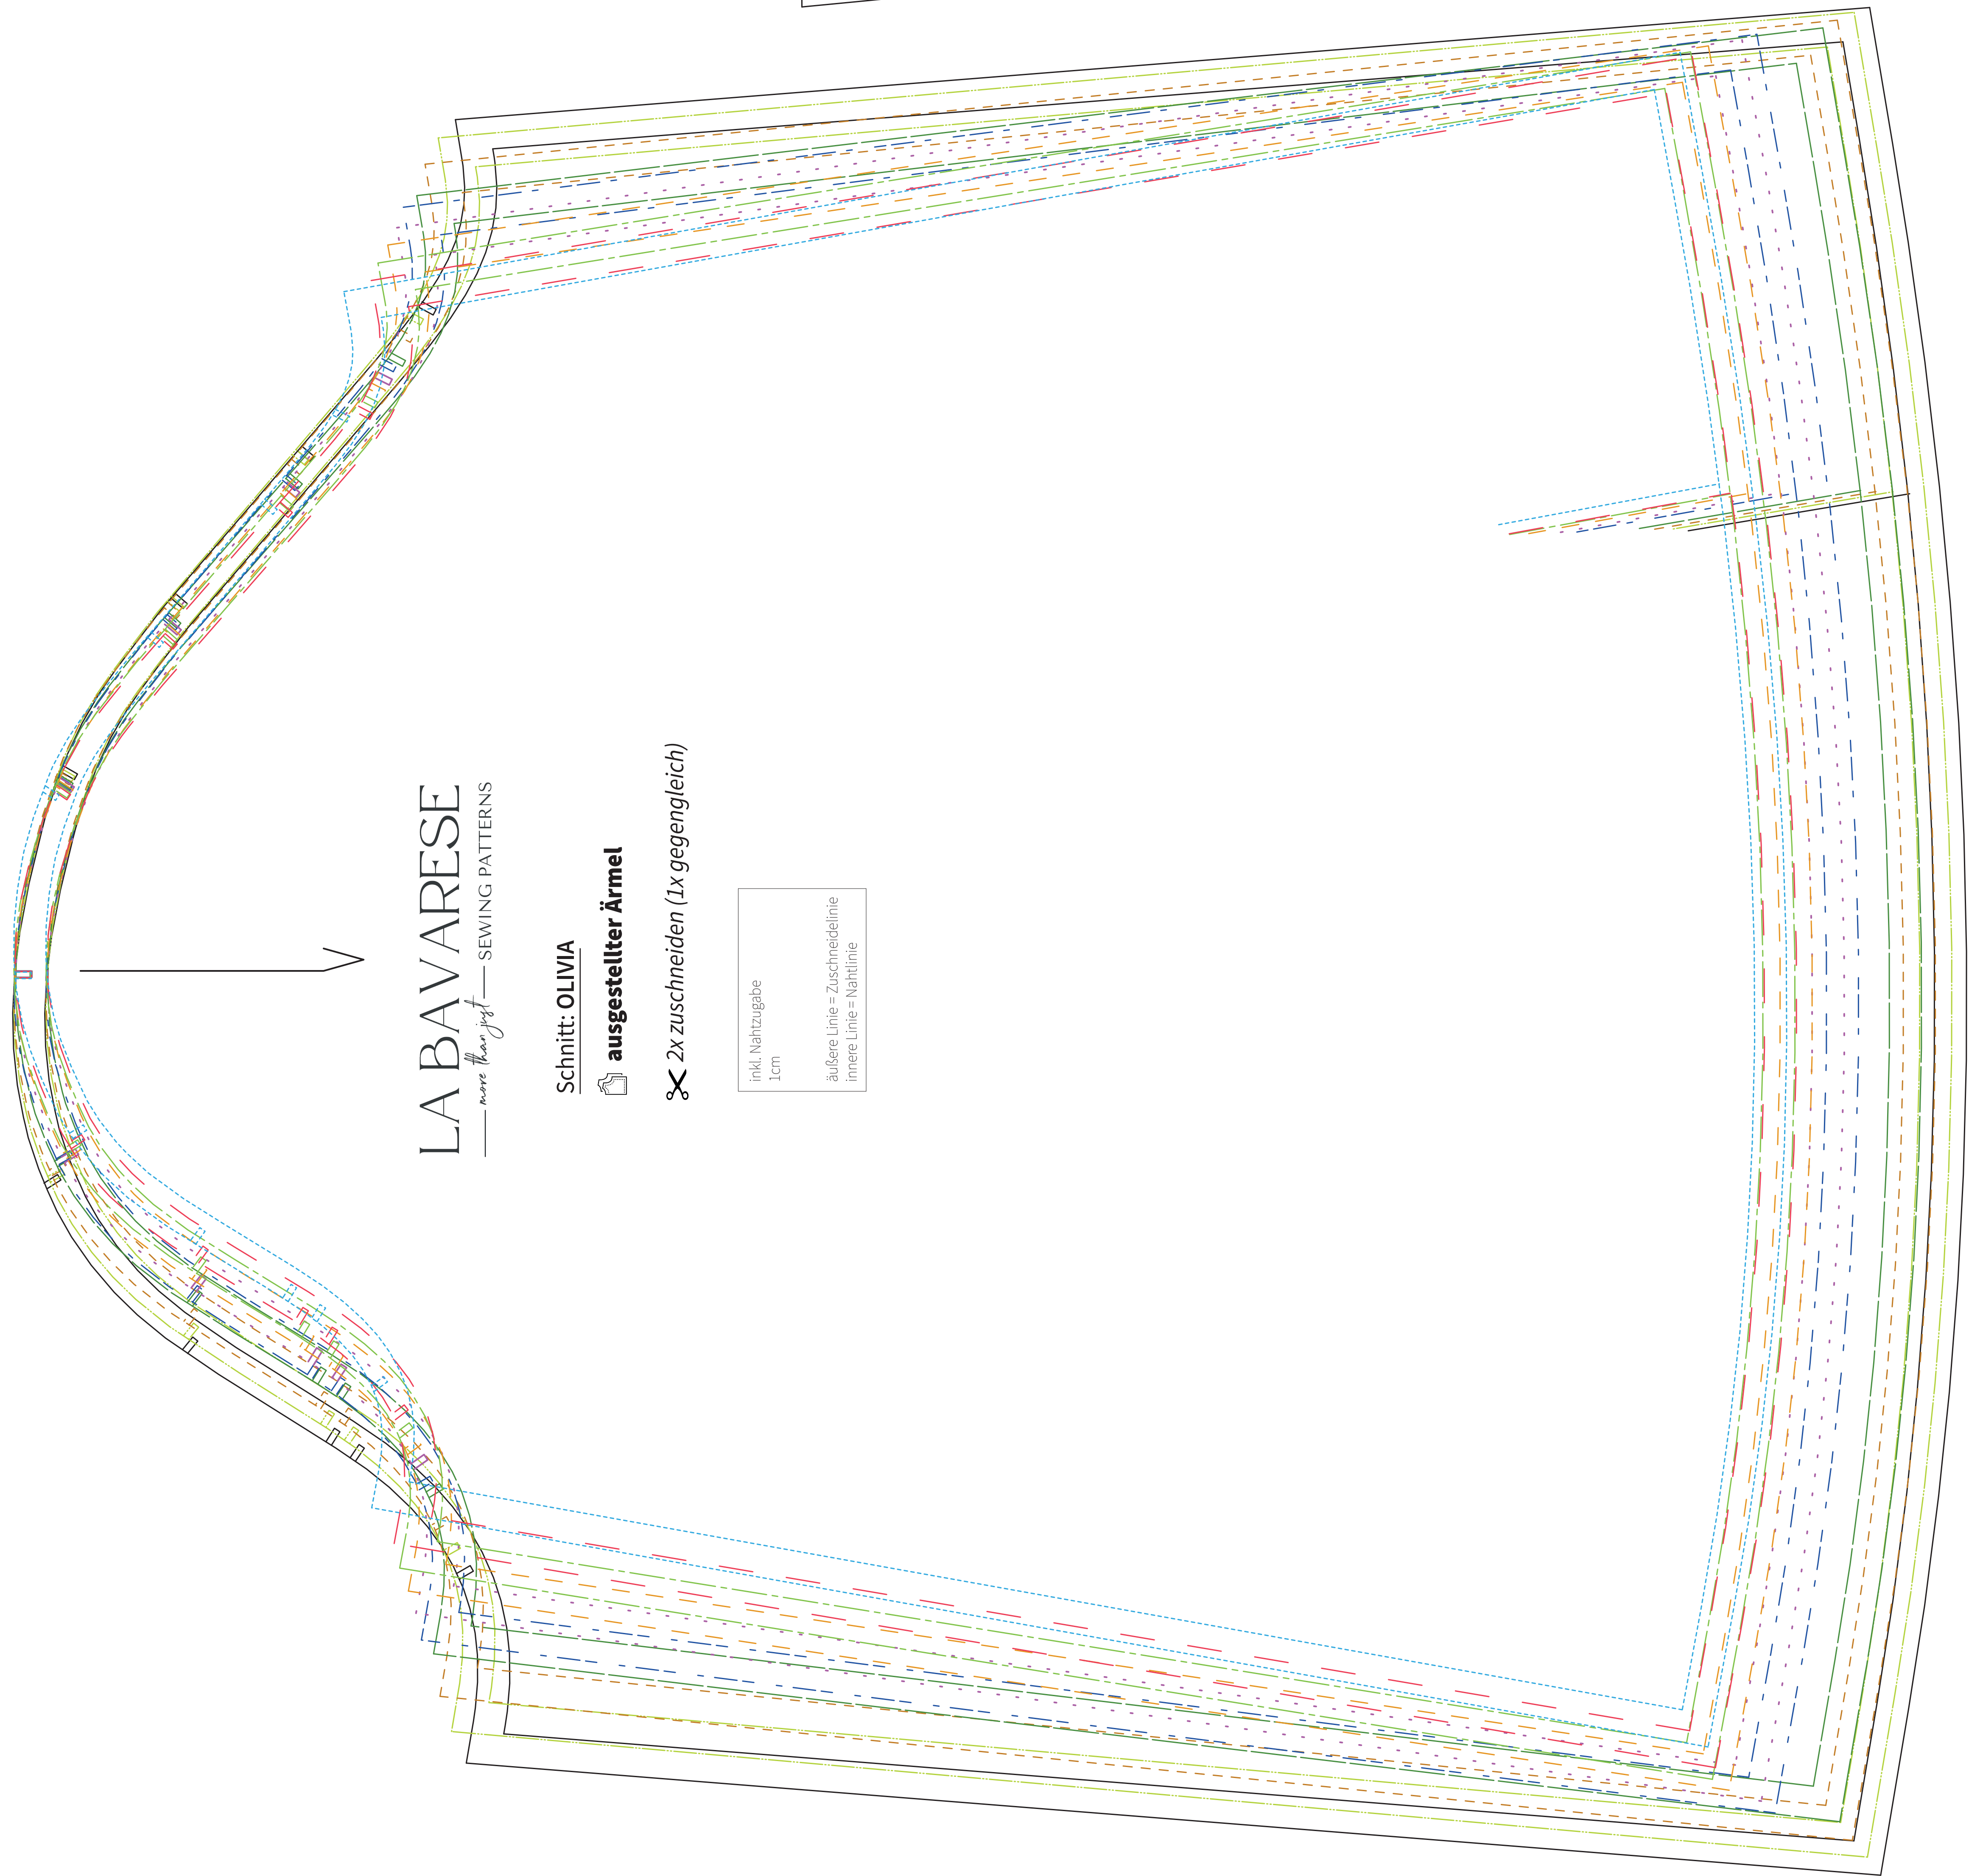 LA BAVARESE
more than just SEWING PATTERNS
Schnitt: OLIVIA
ausgestellter Ärmel
2x zuschneiden (1x gegengleich)
inkl. Nahtzugabe
1cm
äußere Linie = Zuschneidelinie
innere Linie = Nahtlinie